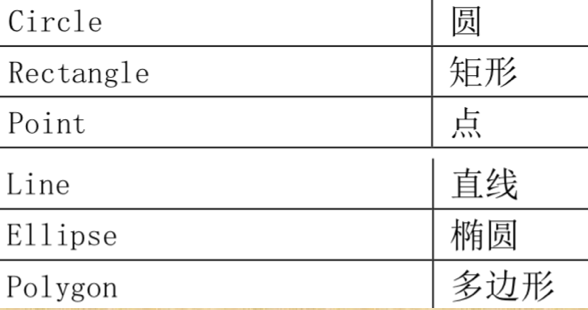 Circle 圆
Rectangle 矩形
Point 点
Line 直线
Ellipse 椭圆
Polygon 多边形